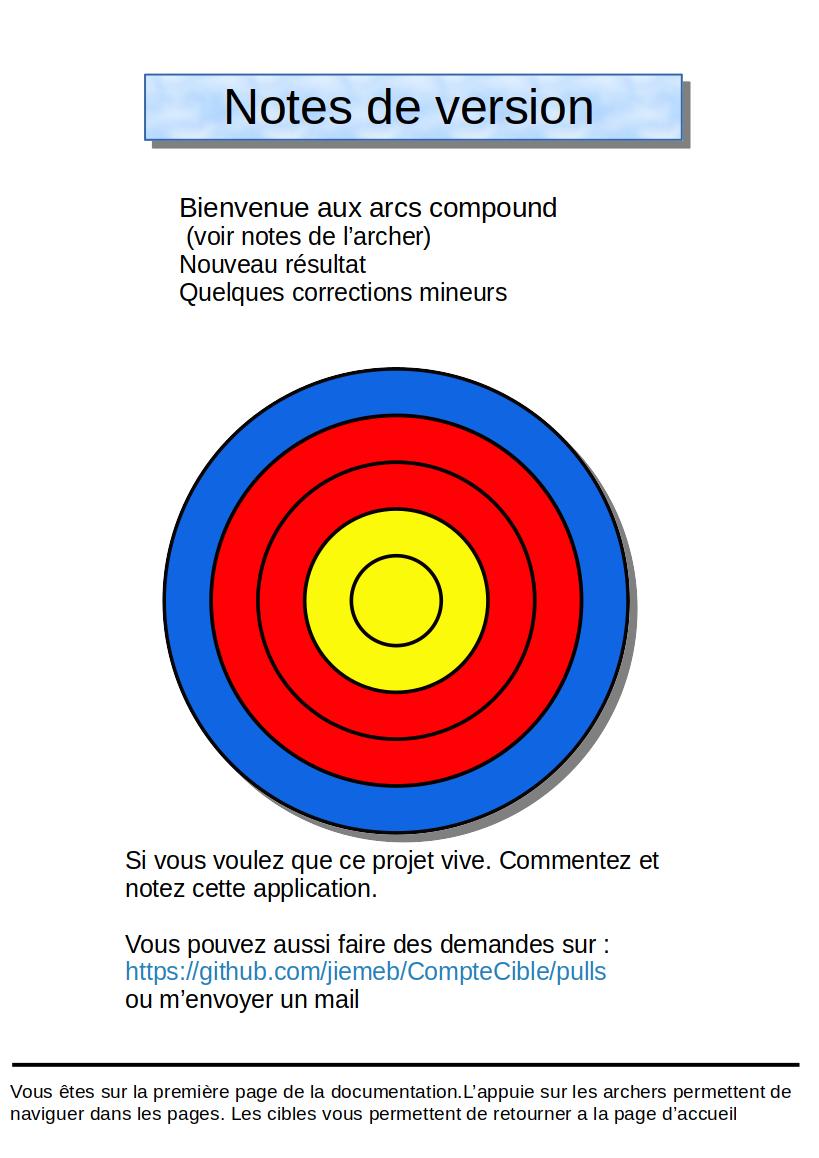 Notes de version
Bienvenue aux arcs compound
(voir notes de l’archer)
Nouveau résultat
Quelques corrections mineurs
Si vous voulez que ce projet vive. Commentez et
notez cette application.
Vous pouvez aussi faire des demandes sur :
https://github.com/jiemeb/CompteCible/pulls
ou m’envoyer un mail
Vous êtes sur la première page de la documentation.L’appuie sur les archers permettent de
naviguer dans les pages. Les cibles vous permettent de retourner a la page d’accueil